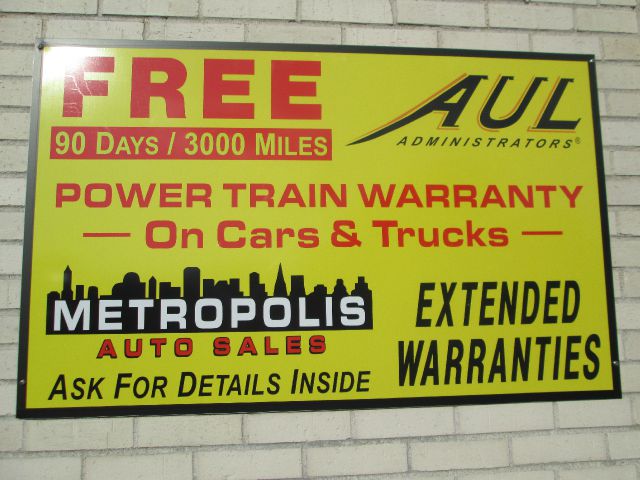 FREE
90 DAYS / 3000 MILES
AUL
ADMINISTRATORS®
POWER TRAIN WARRANTY
— On Cars & Trucks —
METROPOLIS
AUTO SALES
ASK FOR DETAILS INSIDE
EXTENDED
WARRANTIES